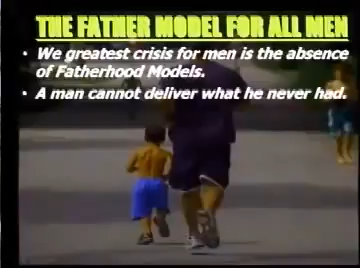 THE FATHER MODEL FOR ALL MEN
• We greatest crisis for men is the absence
of Fatherhood Models.
• A man cannot deliver what he never had.